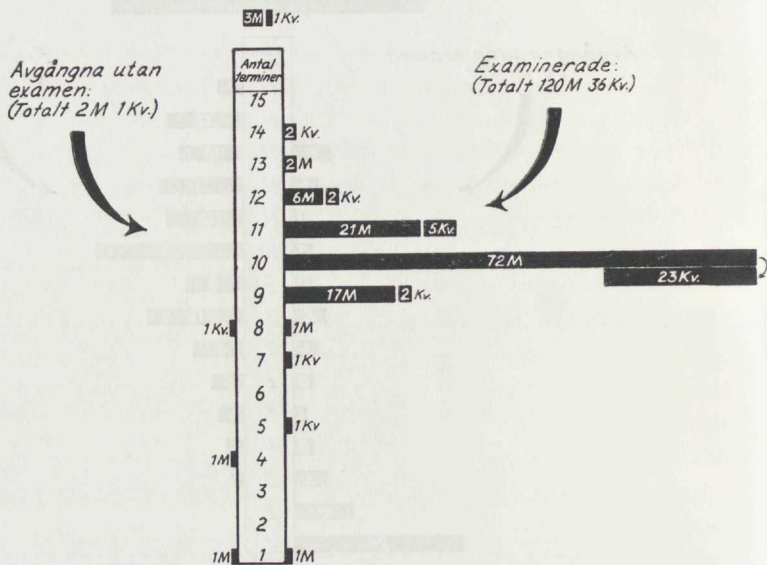 3M 1Kv.
Avgångna utan
examen:
(Totalt 2M 1Kv.)
Antal
terminer
Examinerade:
(Totalt 120M 36Kv.)
15
14 2 Kv.
13 2 M
12 6M 2 Kv.
11 21M 5Kv.
10 72M
23Kv.
9 17M 2 Kv.
1Kv. 8 1M
7 1Kv
6
5 1Kv
1M 4
3
2
1M 1 1M